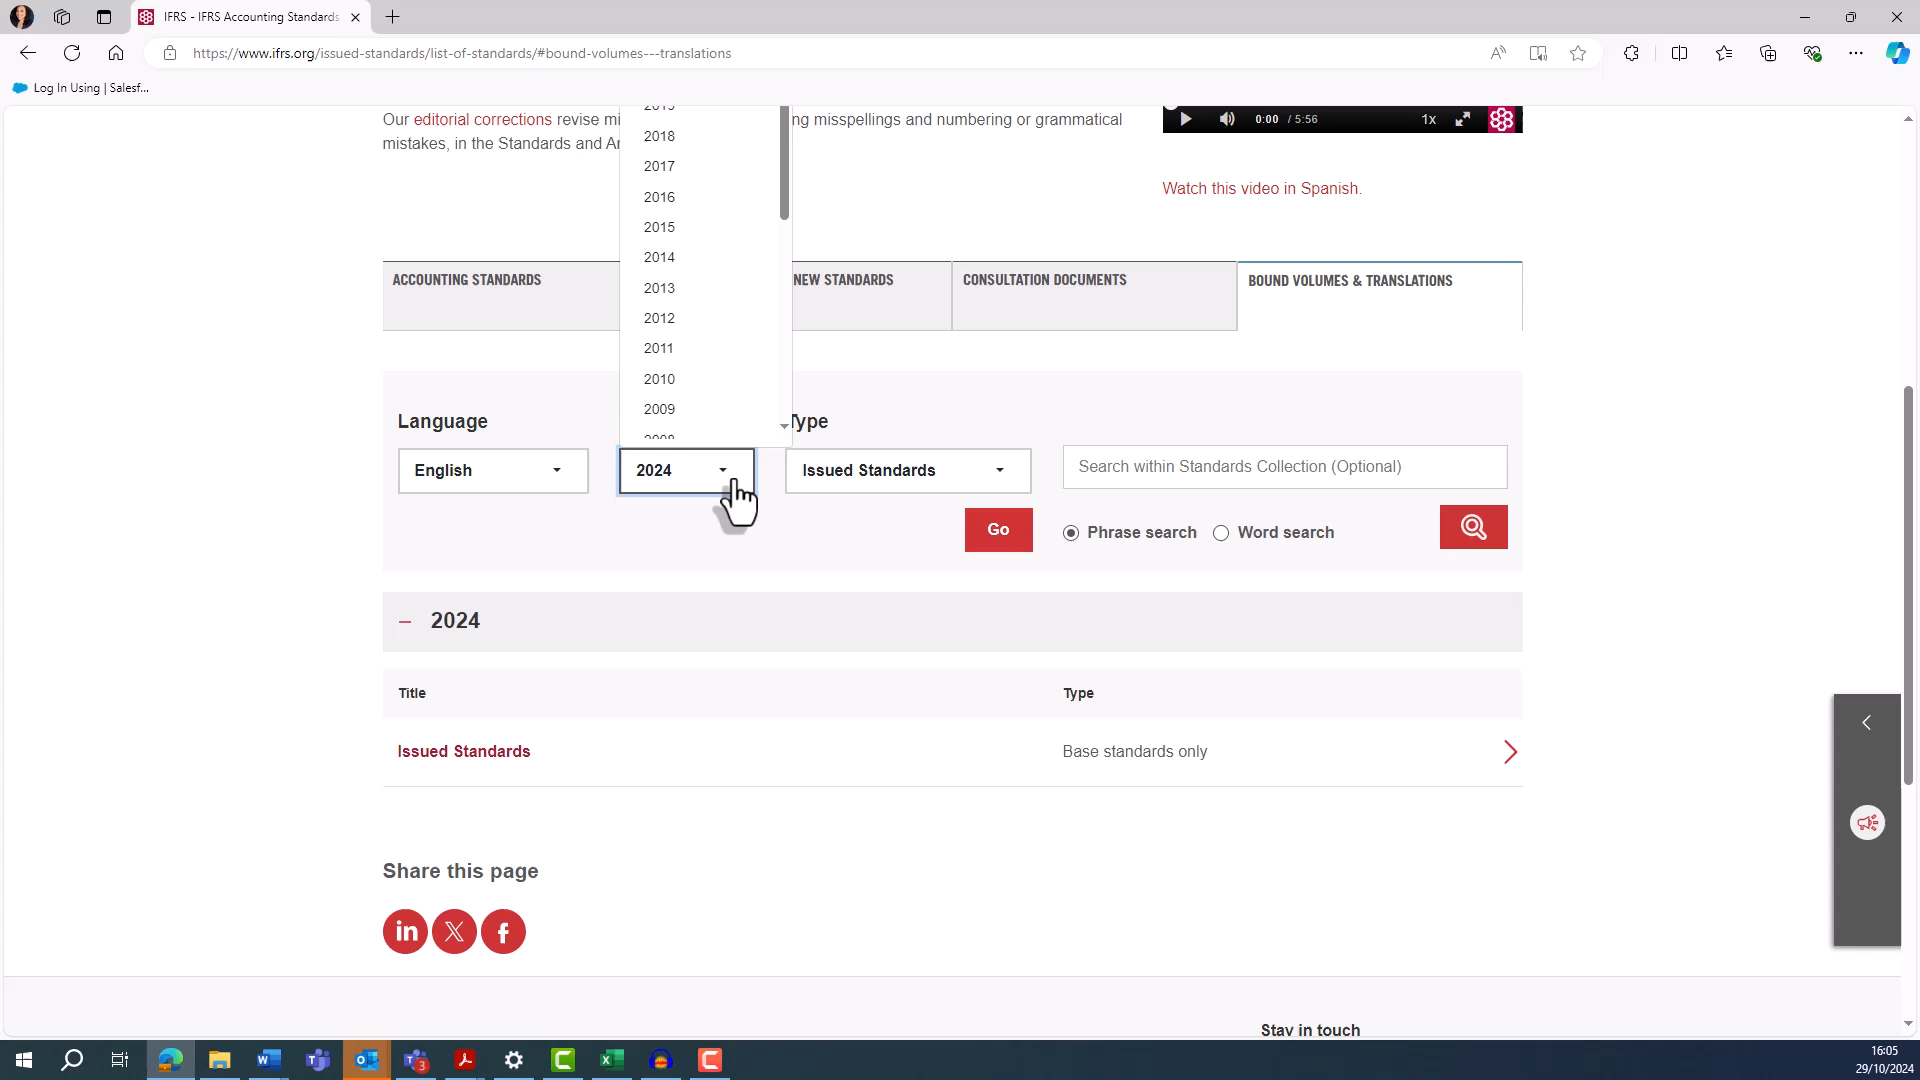 IFRS - IFRS Accounting Standards
https://www.ifrs.org/issued-standards/list-of-standards/#bound-volumes---translations
Log In Using | Salesf...
Our editorial corrections revise mi
ng misspellings and numbering or grammatical
mistakes, in the Standards and Ar
0:00 / 5:56
1x
Watch this video in Spanish.
2019
2018
2017
2016
2015
2014
2013
2012
2011
2010
2009
2008
ACCOUNTING STANDARDS
NEW STANDARDS
CONSULTATION DOCUMENTS
BOUND VOLUMES & TRANSLATIONS
Language
Type
English
2024
Issued Standards
Search within Standards Collection (Optional)
Go
Phrase search
Word search
2024
Title
Type
Issued Standards
Base standards only
Share this page
Stay in touch
16:05
29/10/2024